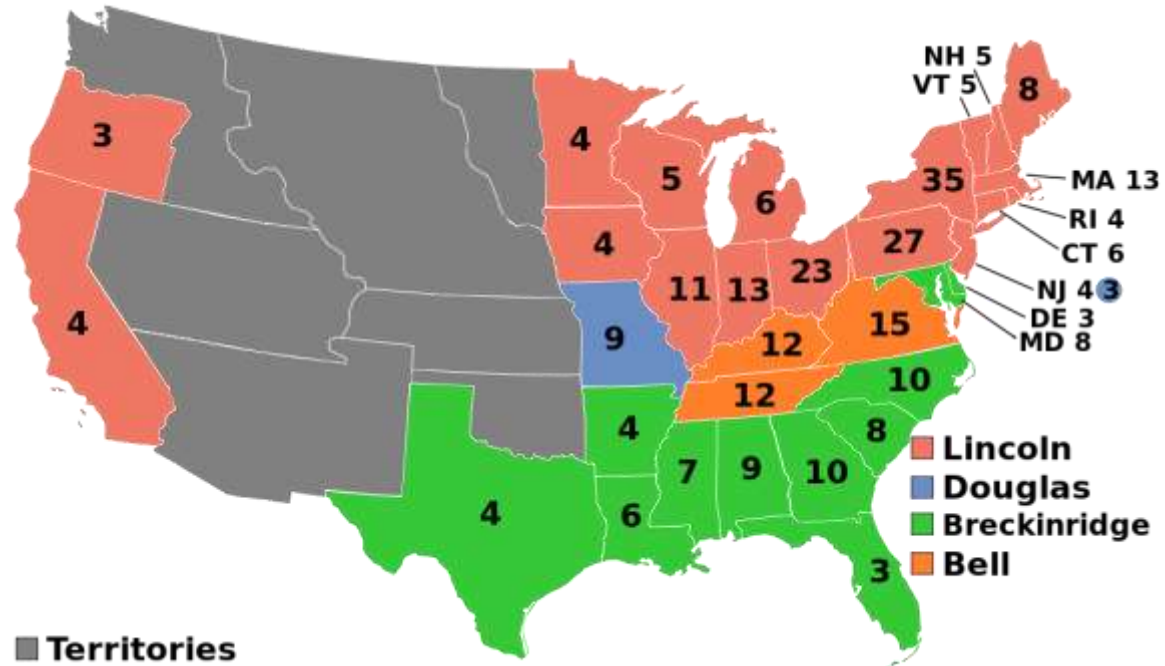 NH 5
VT 5
8
3
4
5
6
35
MA 13
RI 4
CT 6
27
4
23
11
13
NJ 4 3
DE 3
MD 8
4
9
12
15
12
10
4
8
7
9
10
4
6
3
Lincoln
Douglas
Breckinridge
Bell
Territories